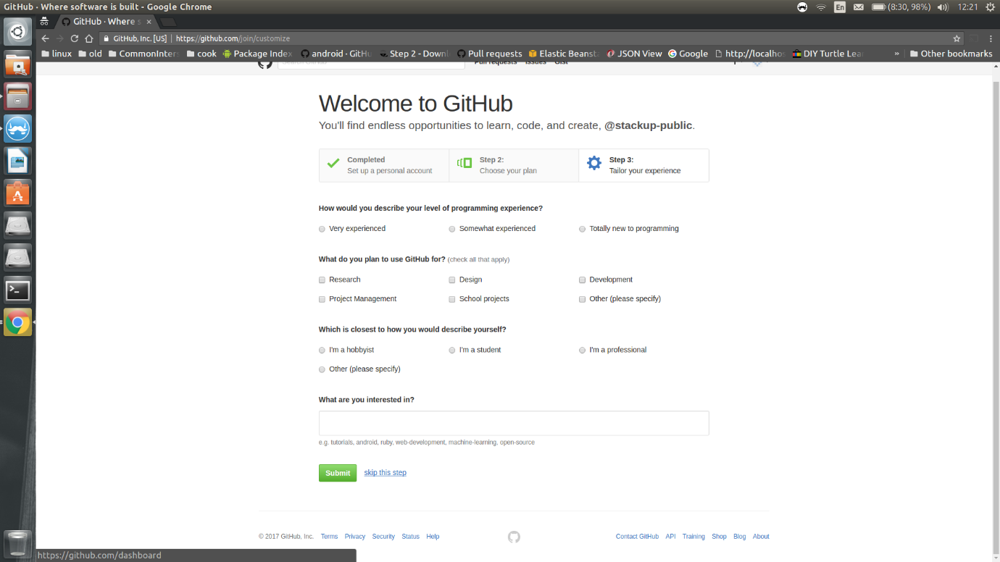 GitHub · Where software is built - Google Chrome
En
(8:30, 98%)
12:21
GitHub · Where s
GitHub, Inc. [US]
https://github.com/join/customize
linux
old
CommonInter
cook
Package Index
android · GitHu
Step 2 - Downl
Pull requests
Elastic Beansta
JSON View
Google
http://localhos
DIY Turtle Lea
»
Other bookmarks
Search GitHub
Pull requests Issues Gist
Welcome to GitHub
You'll find endless opportunities to learn, code, and create, @stackup-public.
Completed
Set up a personal account
Step 2:
Choose your plan
Step 3:
Tailor your experience
How would you describe your level of programming experience?
Very experienced
Somewhat experienced
Totally new to programming
What do you plan to use GitHub for? (check all that apply)
Research
Design
Development
Project Management
School projects
Other (please specify)
Which is closest to how you would describe yourself?
I'm a hobbyist
I'm a student
I'm a professional
Other (please specify)
What are you interested in?
e.g. tutorials, android, ruby, web-development, machine-learning, open-source
Submit
skip this step
© 2017 GitHub, Inc. Terms Privacy Security Status Help
Contact GitHub API Training Shop Blog About
https://github.com/dashboard